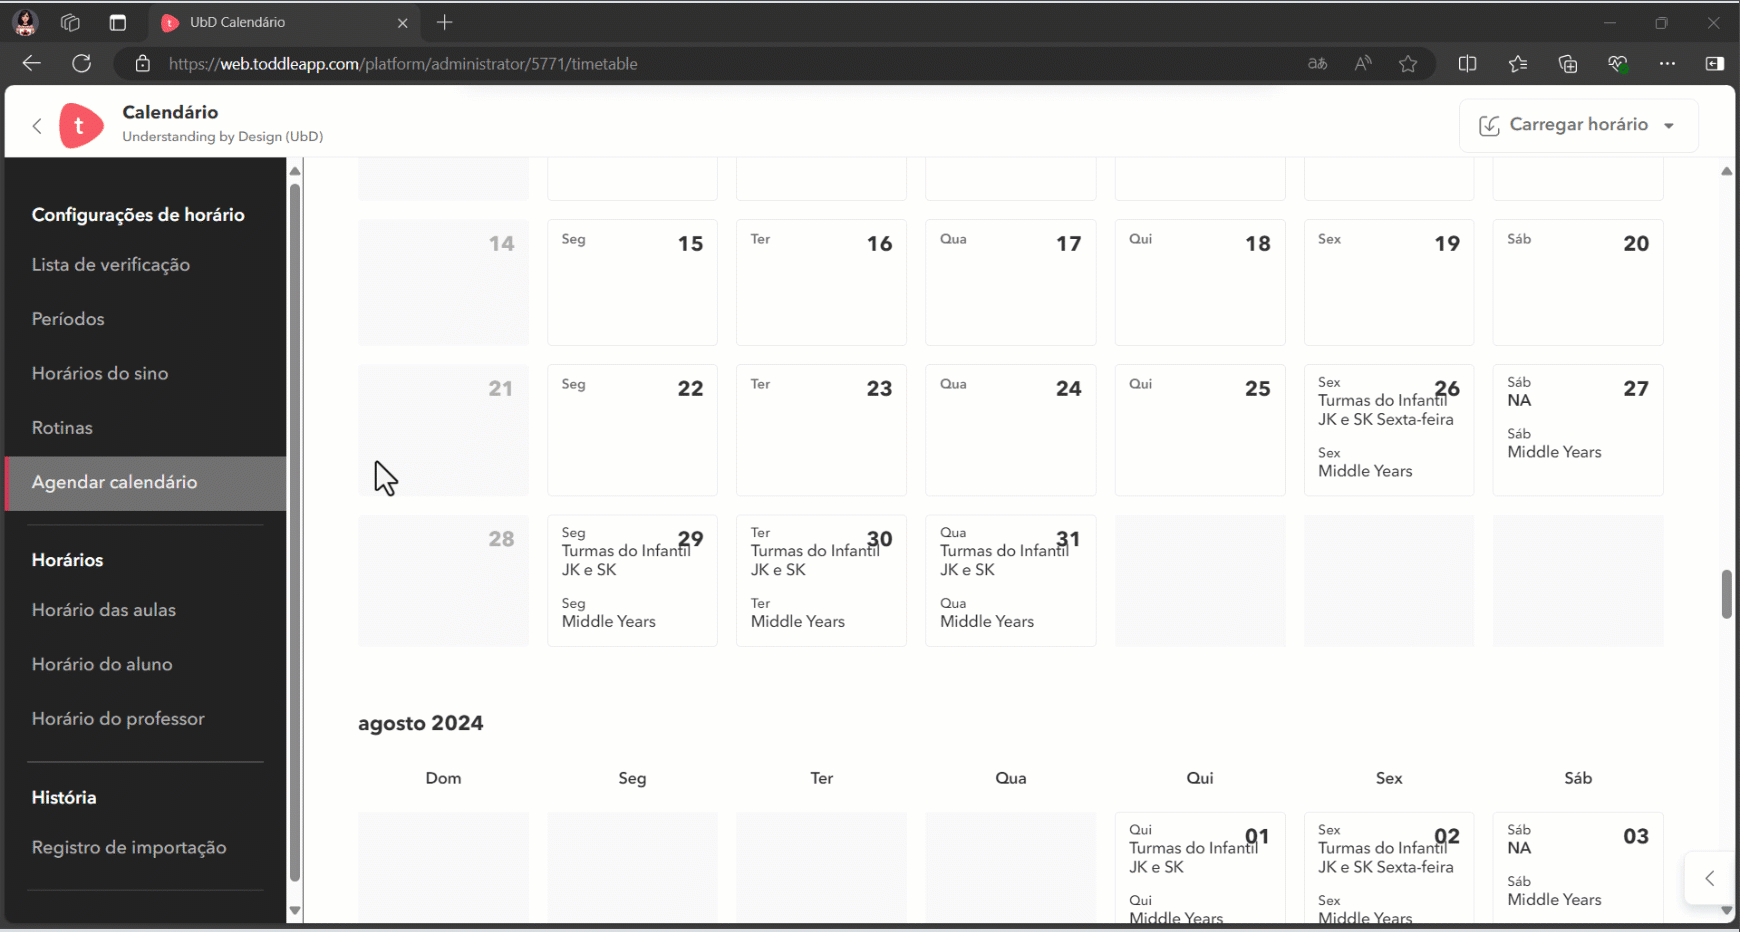 UbD Calendário
https://web.toddleapp.com/platform/administrator/5771/timetable
t
Calendário
Understanding by Design (UbD)
Carregar horário
Configurações de horário
Lista de verificação
Períodos
Horários do sino
Rotinas
Agendar calendário
Horários
Horário das aulas
Horário do aluno
Horário do professor
História
Registro de importação
14
Seg 15
Ter 16
Qua 17
Qui 18
Sex 19
Sáb 20
21
Seg 22
Ter 23
Qua 24
Qui 25
Sex 26
Turmas do Infantil
JK e SK Sexta-feira
Sex
Middle Years
Sáb 27
NA
Sáb
Middle Years
28
Seg 29
Turmas do Infantil
JK e SK
Seg
Middle Years
Ter 30
Turmas do Infantil
JK e SK
Ter
Middle Years
Qua 31
Turmas do Infantil
JK e SK
Qua
Middle Years
agosto 2024
Dom Seg Ter Qua Qui Sex Sáb
Qui 01
Turmas do Infantil
JK e SK
Qui
Middle Years
Sex 02
Turmas do Infantil
JK e SK Sexta-feira
Sex
Middle Years
Sáb 03
NA
Sáb
Middle Years